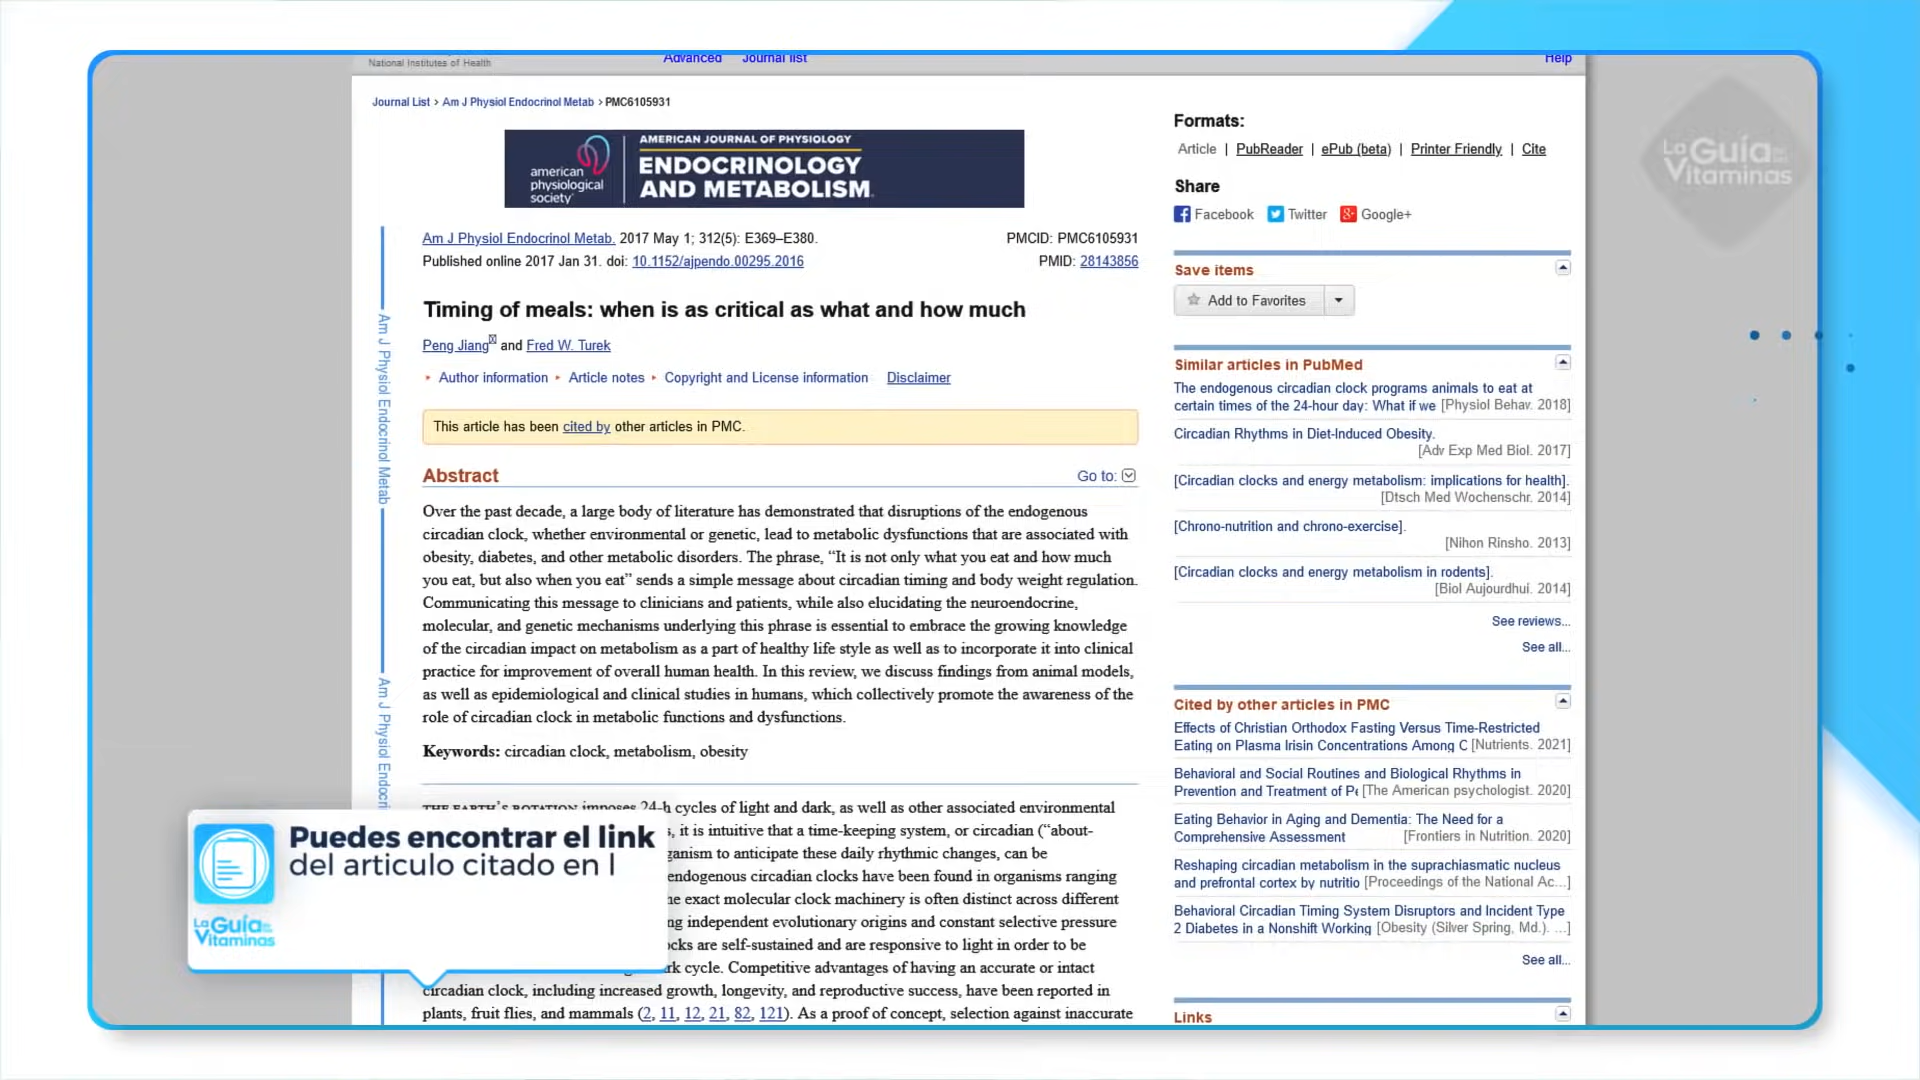 National Institutes of Health
Advanced Journal list Help
Journal List > Am J Physiol Endocrinol Metab > PMC6105931
american
physiological
society
AMERICAN JOURNAL OF PHYSIOLOGY
ENDOCRINOLOGY
AND METABOLISM
Am J Physiol Endocrinol Metab. 2017 May 1; 312(5): E369–E380. PMCID: PMC6105931
Published online 2017 Jan 31. doi: 10.1152/ajpendo.00295.2016 PMID: 28143856
Timing of meals: when is as critical as what and how much
Peng Jiang and Fred W. Turek
Author information Article notes Copyright and License information Disclaimer
This article has been cited by other articles in PMC.
Abstract Go to:
Over the past decade, a large body of literature has demonstrated that disruptions of the endogenous
circadian clock, whether environmental or genetic, lead to metabolic dysfunctions that are associated with
obesity, diabetes, and other metabolic disorders. The phrase, “It is not only what you eat and how much
you eat, but also when you eat” sends a simple message about circadian timing and body weight regulation.
Communicating this message to clinicians and patients, while also elucidating the neuroendocrine,
molecular, and genetic mechanisms underlying this phrase is essential to embrace the growing knowledge
of the circadian impact on metabolism as a part of healthy life style as well as to incorporate it into clinical
practice for improvement of overall human health. In this review, we discuss findings from animal models,
as well as epidemiological and clinical studies in humans, which collectively promote the awareness of the
role of circadian clock in metabolic functions and dysfunctions.
Keywords: circadian clock, metabolism, obesity
THE EARTH'S ROTATION imposes 24-h cycles of light and dark, as well as other associated environmental
, it is intuitive that a time-keeping system, or circadian (“about-
ganism to anticipate these daily rhythmic changes, can be
endogenous circadian clocks have been found in organisms ranging
exact molecular clock machinery is often distinct across different
independent evolutionary origins and constant selective pressure
ocks are self-sustained and are responsive to light in order to be
rk cycle. Competitive advantages of having an accurate or intact
circadian clock, including increased growth, longevity, and reproductive success, have been reported in
plants, fruit flies, and mammals (2, 11, 12, 21, 82, 121). As a proof of concept, selection against inaccurate
Am J Physiol Endocrinol Metab
Am J Physiol Endocri
Puedes encontrar el link
del articulo citado en l
La Guía de las
Vitaminas
Formats:
Article | PubReader | ePub (beta) | Printer Friendly | Cite
Share
Facebook Twitter Google+
Save items
Add to Favorites
Similar articles in PubMed
The endogenous circadian clock programs animals to eat at
certain times of the 24-hour day: What if we [Physiol Behav. 2018]
Circadian Rhythms in Diet-Induced Obesity.
[Adv Exp Med Biol. 2017]
[Circadian clocks and energy metabolism: implications for health].
[Dtsch Med Wochenschr. 2014]
[Chrono-nutrition and chrono-exercise].
[Nihon Rinsho. 2013]
[Circadian clocks and energy metabolism in rodents].
[Biol Aujourdhui. 2014]
See reviews...
See all...
Cited by other articles in PMC
Effects of Christian Orthodox Fasting Versus Time-Restricted
Eating on Plasma Irisin Concentrations Among C [Nutrients. 2021]
Behavioral and Social Routines and Biological Rhythms in
Prevention and Treatment of Pe [The American psychologist. 2020]
Eating Behavior in Aging and Dementia: The Need for a
Comprehensive Assessment [Frontiers in Nutrition. 2020]
Reshaping circadian metabolism in the suprachiasmatic nucleus
and prefrontal cortex by nutritio [Proceedings of the National Ac...]
Behavioral Circadian Timing System Disruptors and Incident Type
2 Diabetes in a Nonshift Working [Obesity (Silver Spring, Md.). ...]
See all...
Links
La Guía de las
Vitaminas